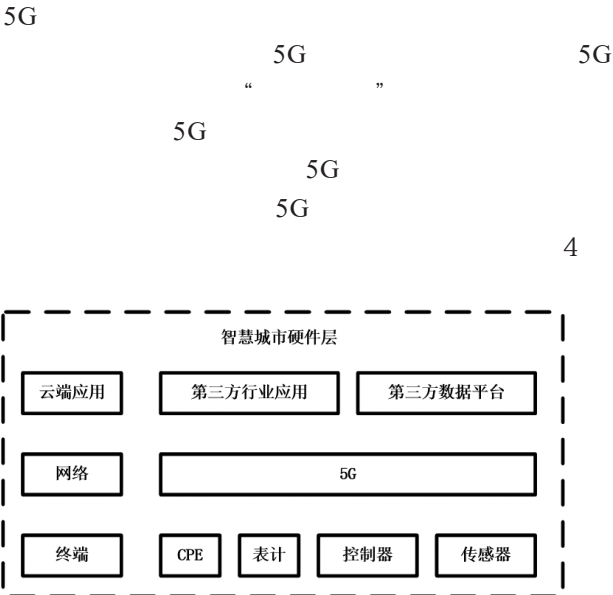 5G
5G 5G
“ ”
5G
5G
5G
4
智慧城市硬件层
云端应用 第三方行业应用 第三方数据平台
网络 5G
终端 CPE 表计 控制器 传感器